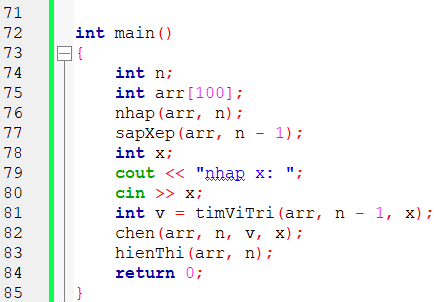 71
72 int main()
73 {
74 int n;
75 int arr[100];
76 nhap(arr, n);
77 sapXep(arr, n - 1);
78 int x;
79 cout << "nhap x: ";
80 cin >> x;
81 int v = timViTri(arr, n - 1, x);
82 chen(arr, n, v, x);
83 hienThi(arr, n);
84 return 0;
85 }